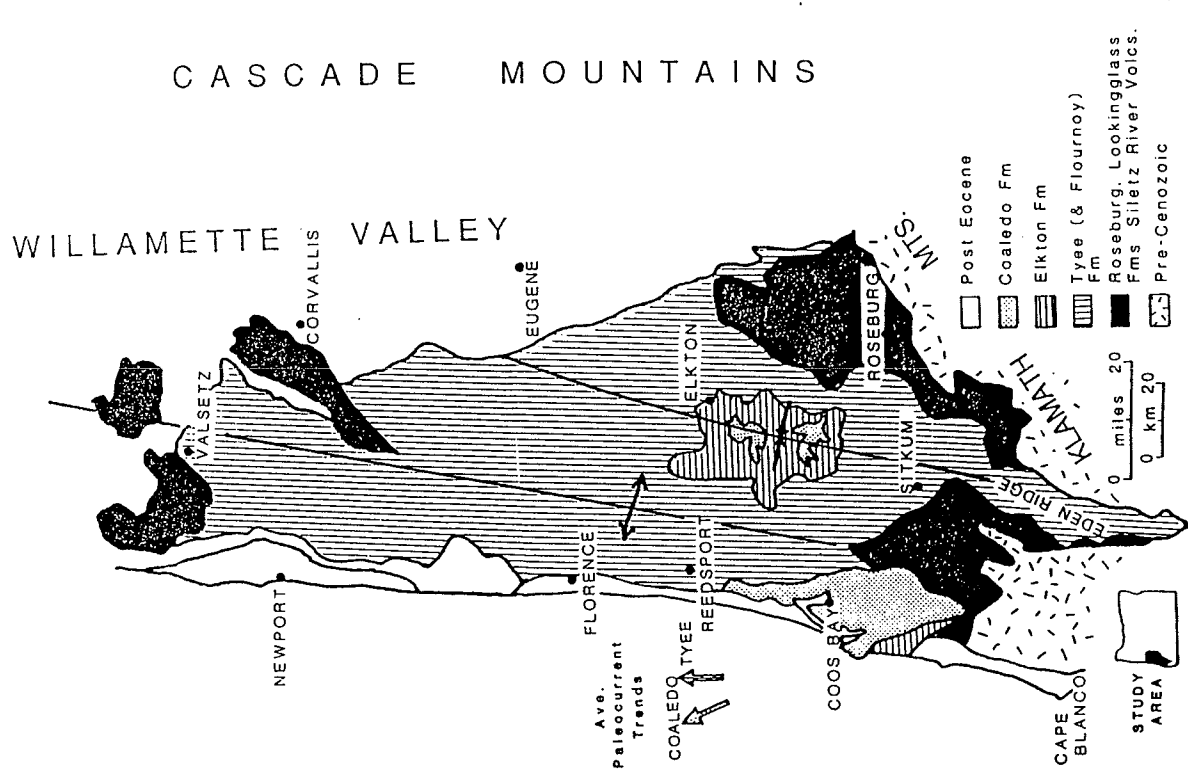 CASCADE MOUNTAINS
WILLAMETTE VALLEY
CORVALLIS
EUGENE
VALSETZ
ELKTON
ROSEBURG
SITKUM
EDEN RIDGE
KLAMATH MTS.
NEWPORT
FLORENCE
REEDSPORT
COOS BAY
CAPE
BLANCO
Ave.
Paleocurrent
Trends
COALEDO
TYEE
Post Eocene
Coaledo Fm
Elkton Fm
Tyee (& Flournoy)
Fm
Roseburg, Lookingglass
Fms Siletz River Volcs.
Pre-Cenozoic
0 miles 20
0 km 20
STUDY
AREA